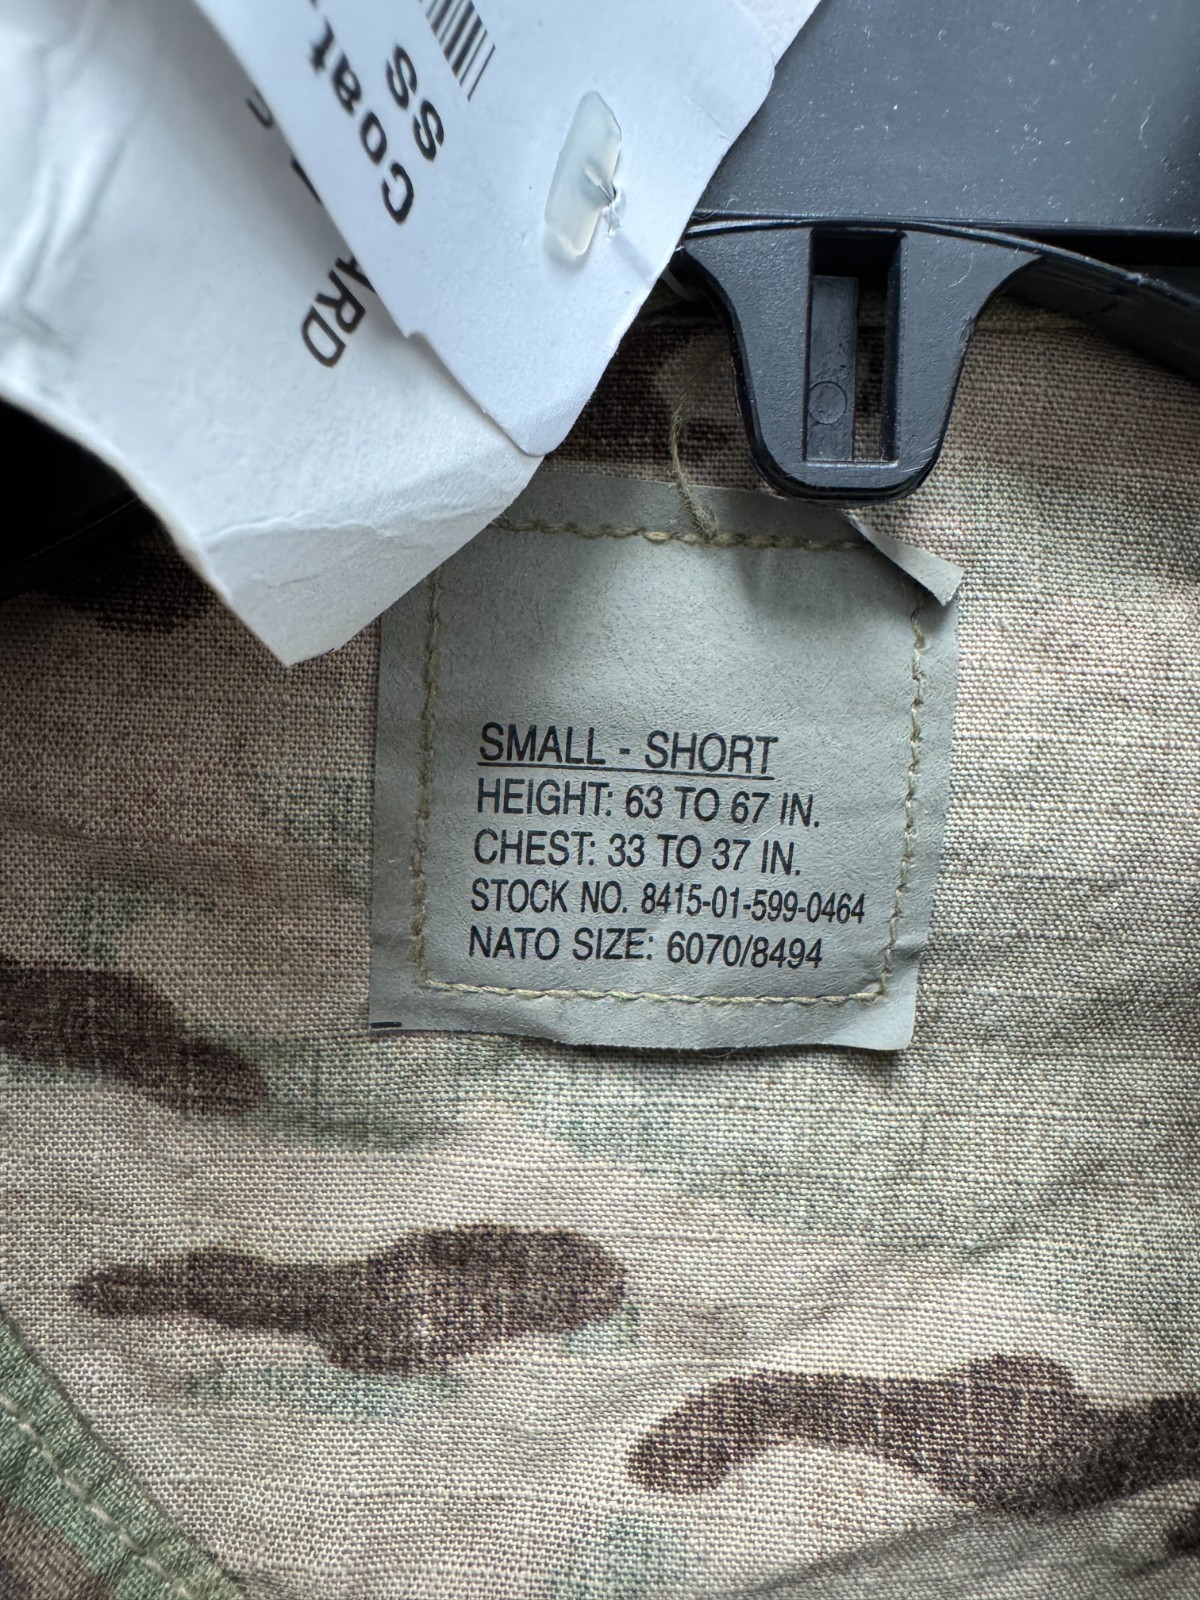 Coat
SS
ARD
SMALL - SHORT
HEIGHT: 63 TO 67 IN.
CHEST: 33 TO 37 IN.
STOCK NO. 8415-01-599-0464
NATO SIZE: 6070/8494